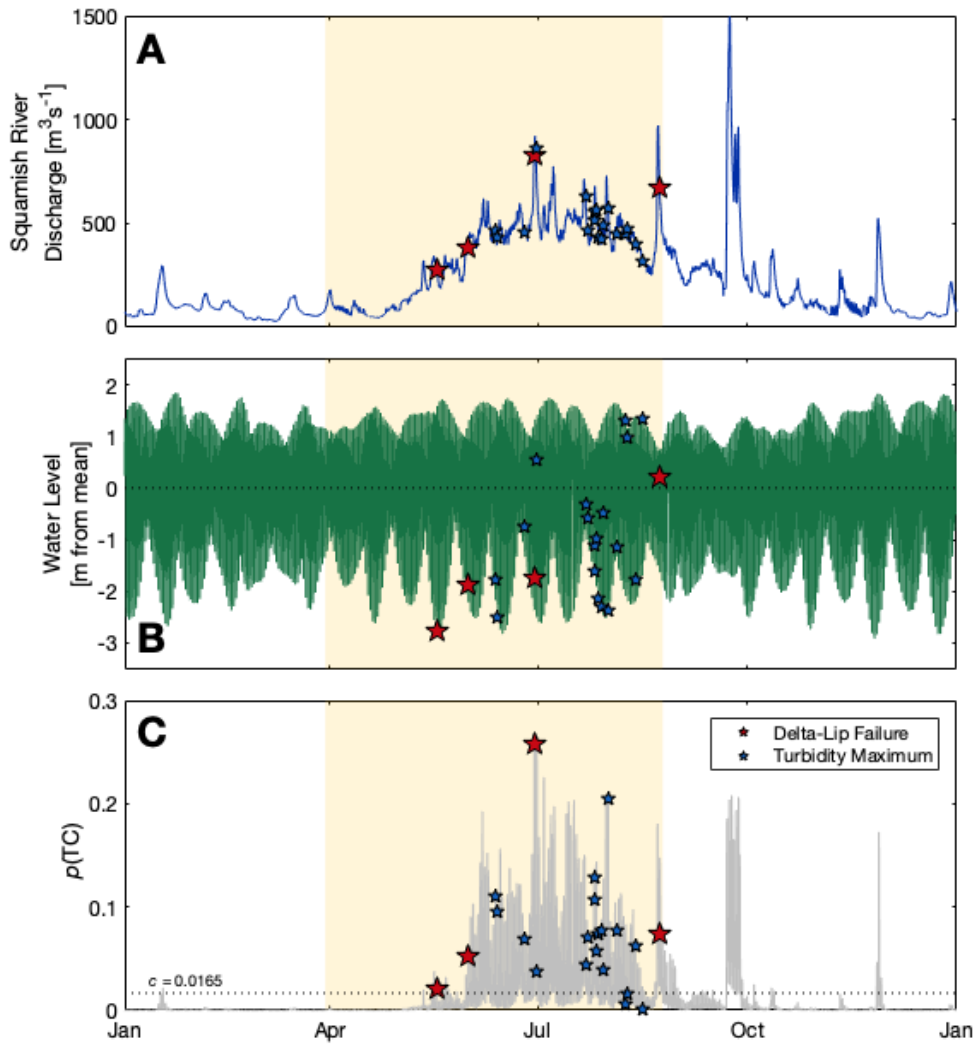 A
Squamish River
Discharge [m³s⁻¹]
1500
1000
500
0
B
Water Level
[m from mean]
2
1
0
-1
-2
-3
C
p(TC)
0.3
0.2
0.1
0
c = 0.0165
Delta-Lip Failure
Turbidity Maximum
Jan
Apr
Jul
Oct
Jan